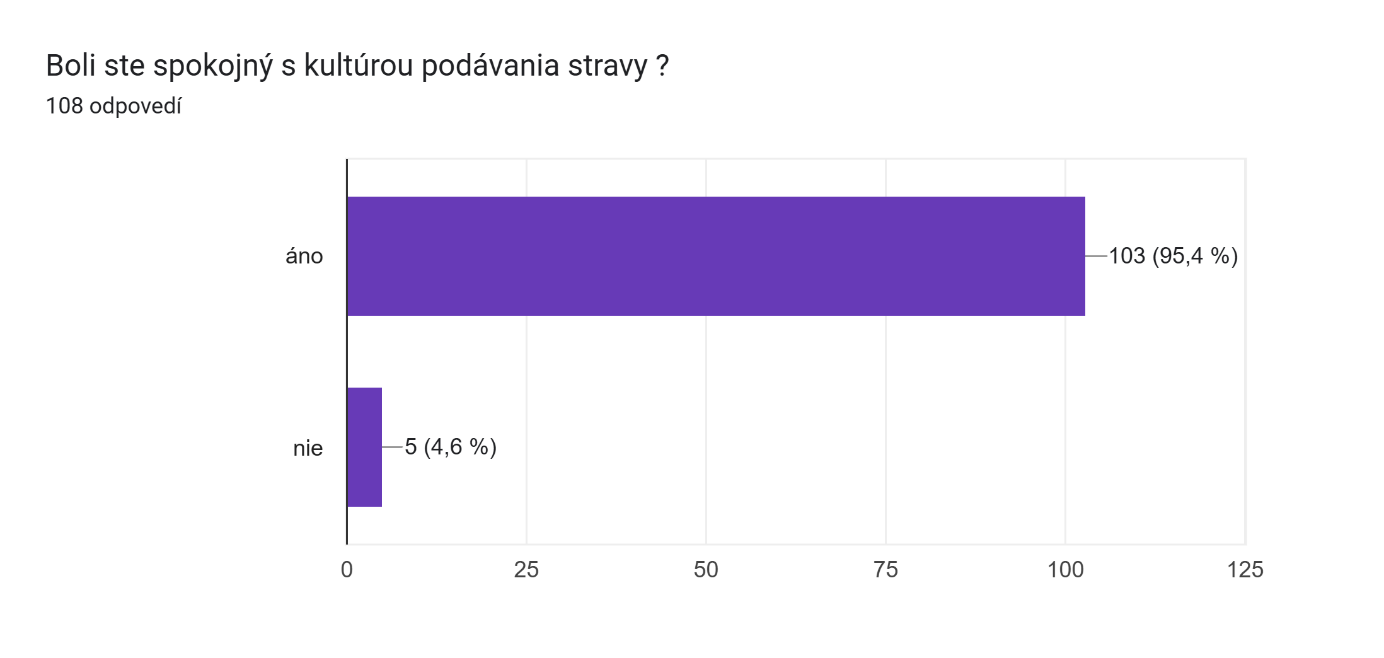 Boli ste spokojný s kultúrou podávania stravy ?
108 odpovedí
áno
103 (95,4 %)
nie
5 (4,6 %)
0 25 50 75 100 125